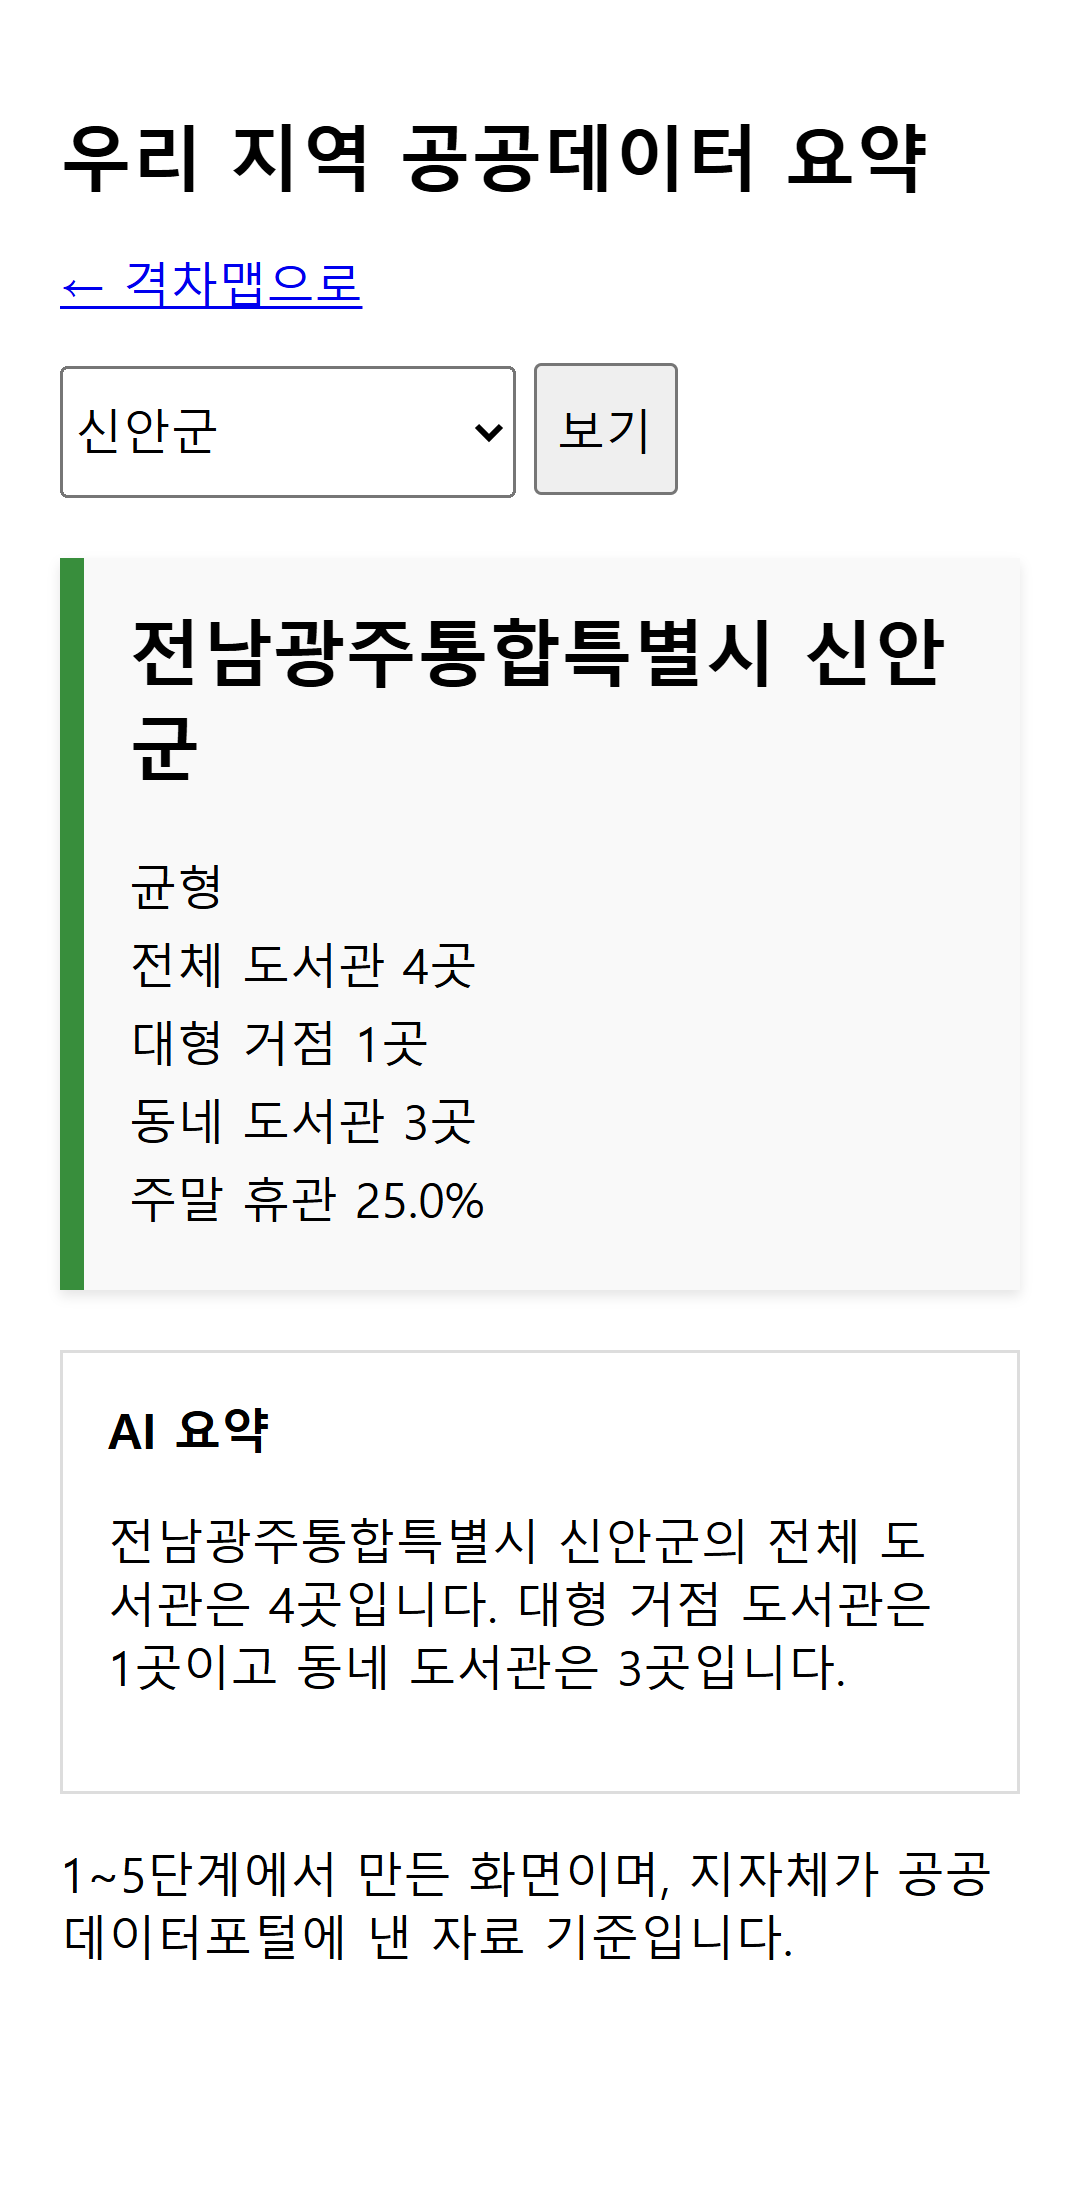 우리 지역 공공데이터 요약
← 격차맵으로
신안군
보기
전남광주통합특별시 신안
군
균형
전체 도서관 4곳
대형 거점 1곳
동네 도서관 3곳
주말 휴관 25.0%
AI 요약
전남광주통합특별시 신안군의 전체 도
서관은 4곳입니다. 대형 거점 도서관은
1곳이고 동네 도서관은 3곳입니다.
1~5단계에서 만든 화면이며, 지자체가 공공
데이터포털에 낸 자료 기준입니다.